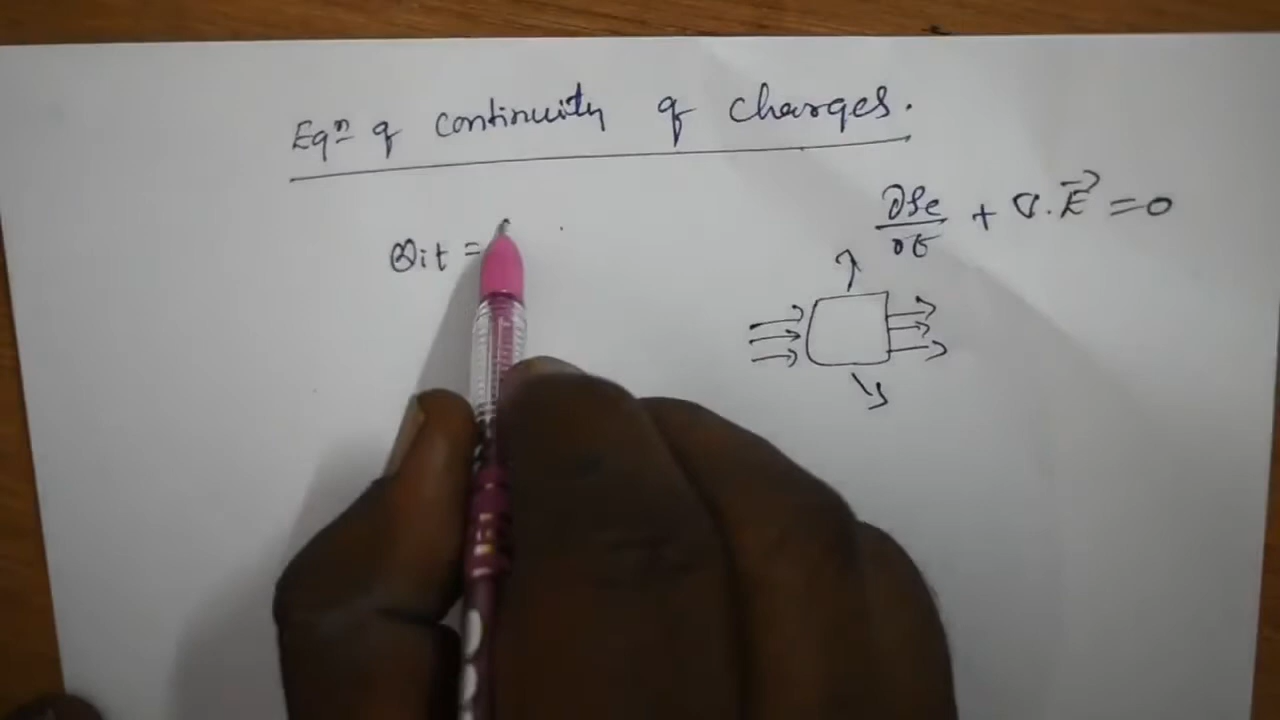 Eqn of continuity of charges.
∂ρe/∂t + ∇.E⃗ = 0
Qit =